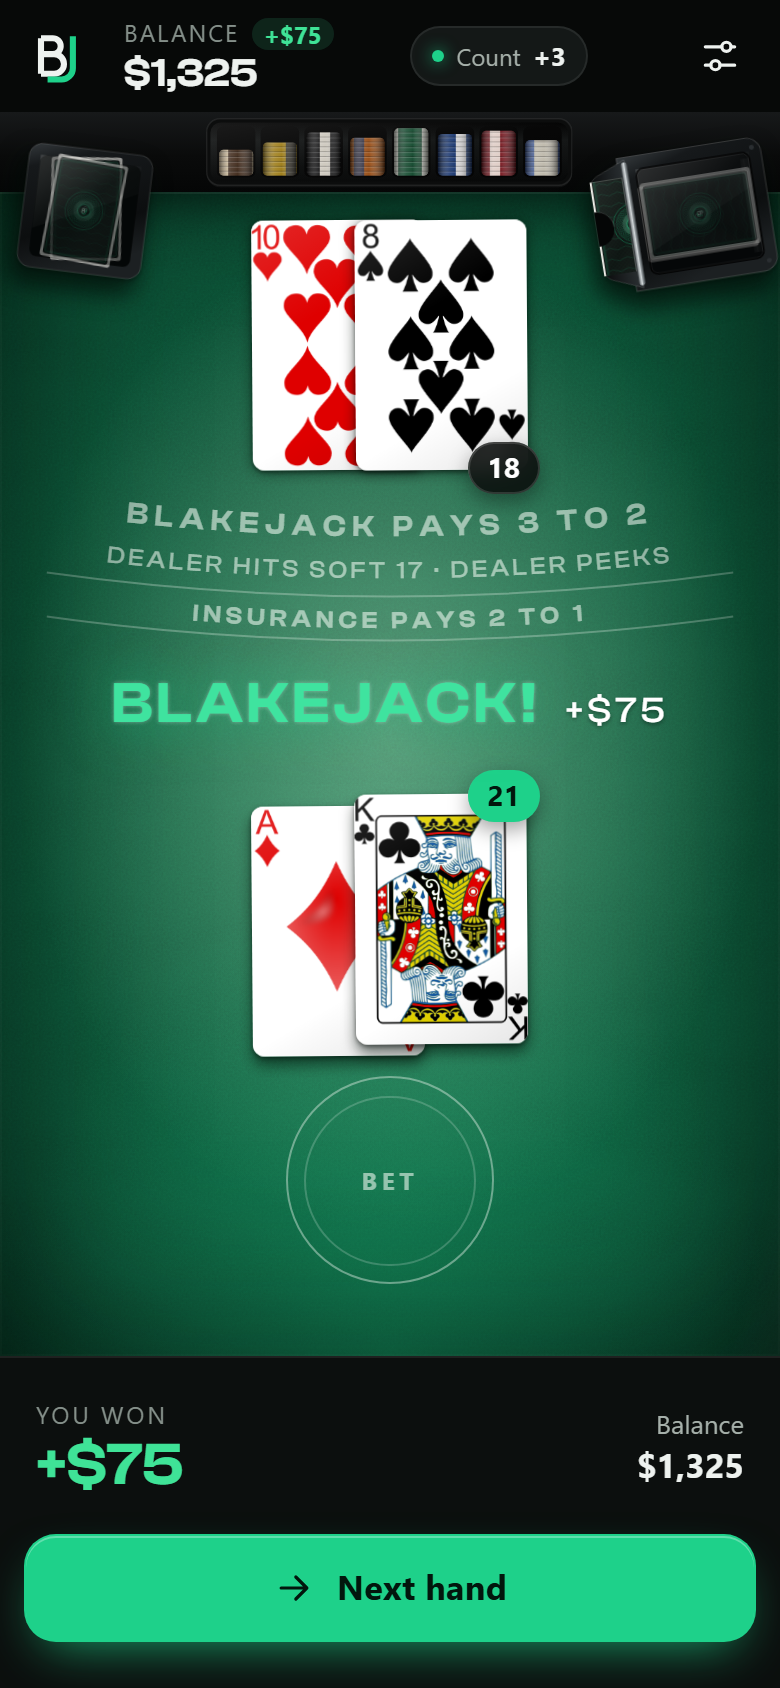 BJ
BALANCE +$75
$1,325
Count +3
10
8
18
BLAKEJACK PAYS 3 TO 2
DEALER HITS SOFT 17 · DEALER PEEKS
INSURANCE PAYS 2 TO 1
BLAKEJACK! +$75
21
A
K
K
A
BET
YOU WON
+$75
Balance
$1,325
Next hand